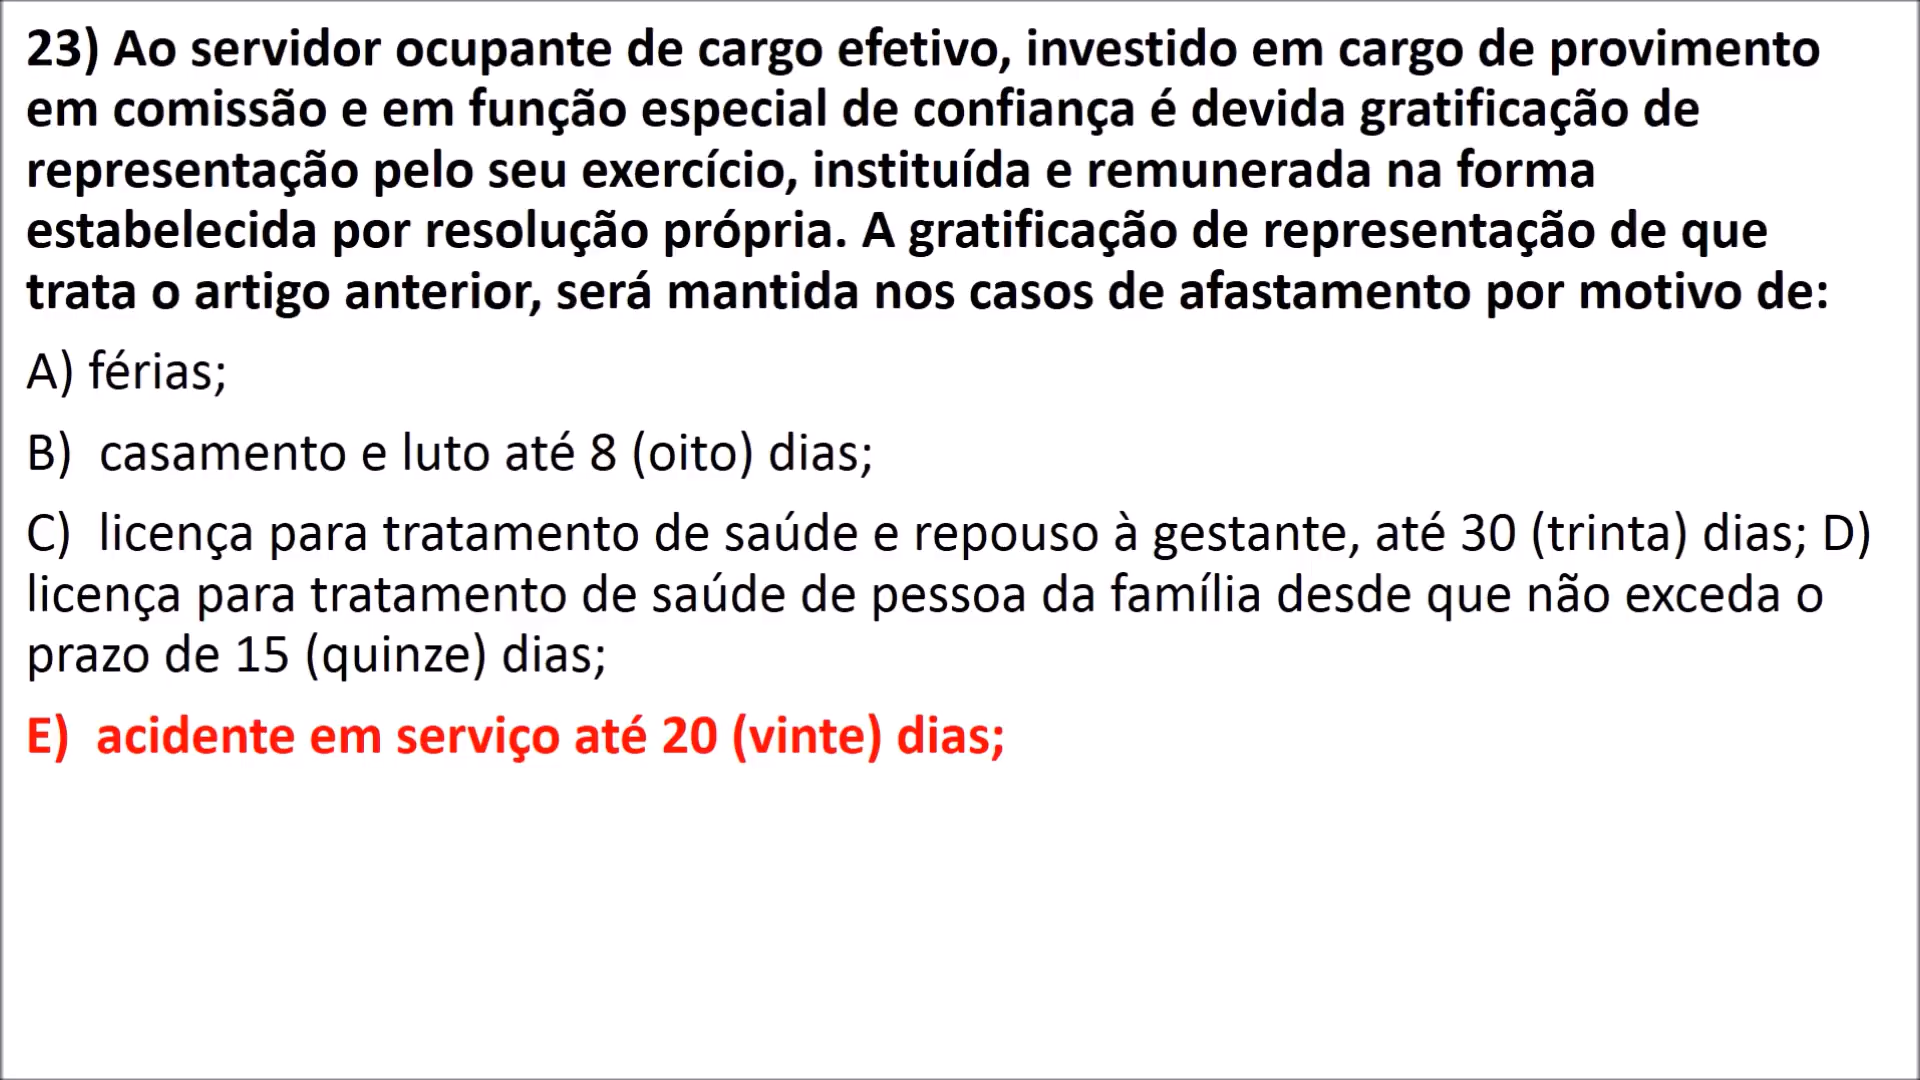 23) Ao servidor ocupante de cargo efetivo, investido em cargo de provimento
em comissão e em função especial de confiança é devida gratificação de
representação pelo seu exercício, instituída e remunerada na forma
estabelecida por resolução própria. A gratificação de representação de que
trata o artigo anterior, será mantida nos casos de afastamento por motivo de:
A) férias;
B) casamento e luto até 8 (oito) dias;
C) licença para tratamento de saúde e repouso à gestante, até 30 (trinta) dias; D)
licença para tratamento de saúde de pessoa da família desde que não exceda o
prazo de 15 (quinze) dias;
E) acidente em serviço até 20 (vinte) dias;